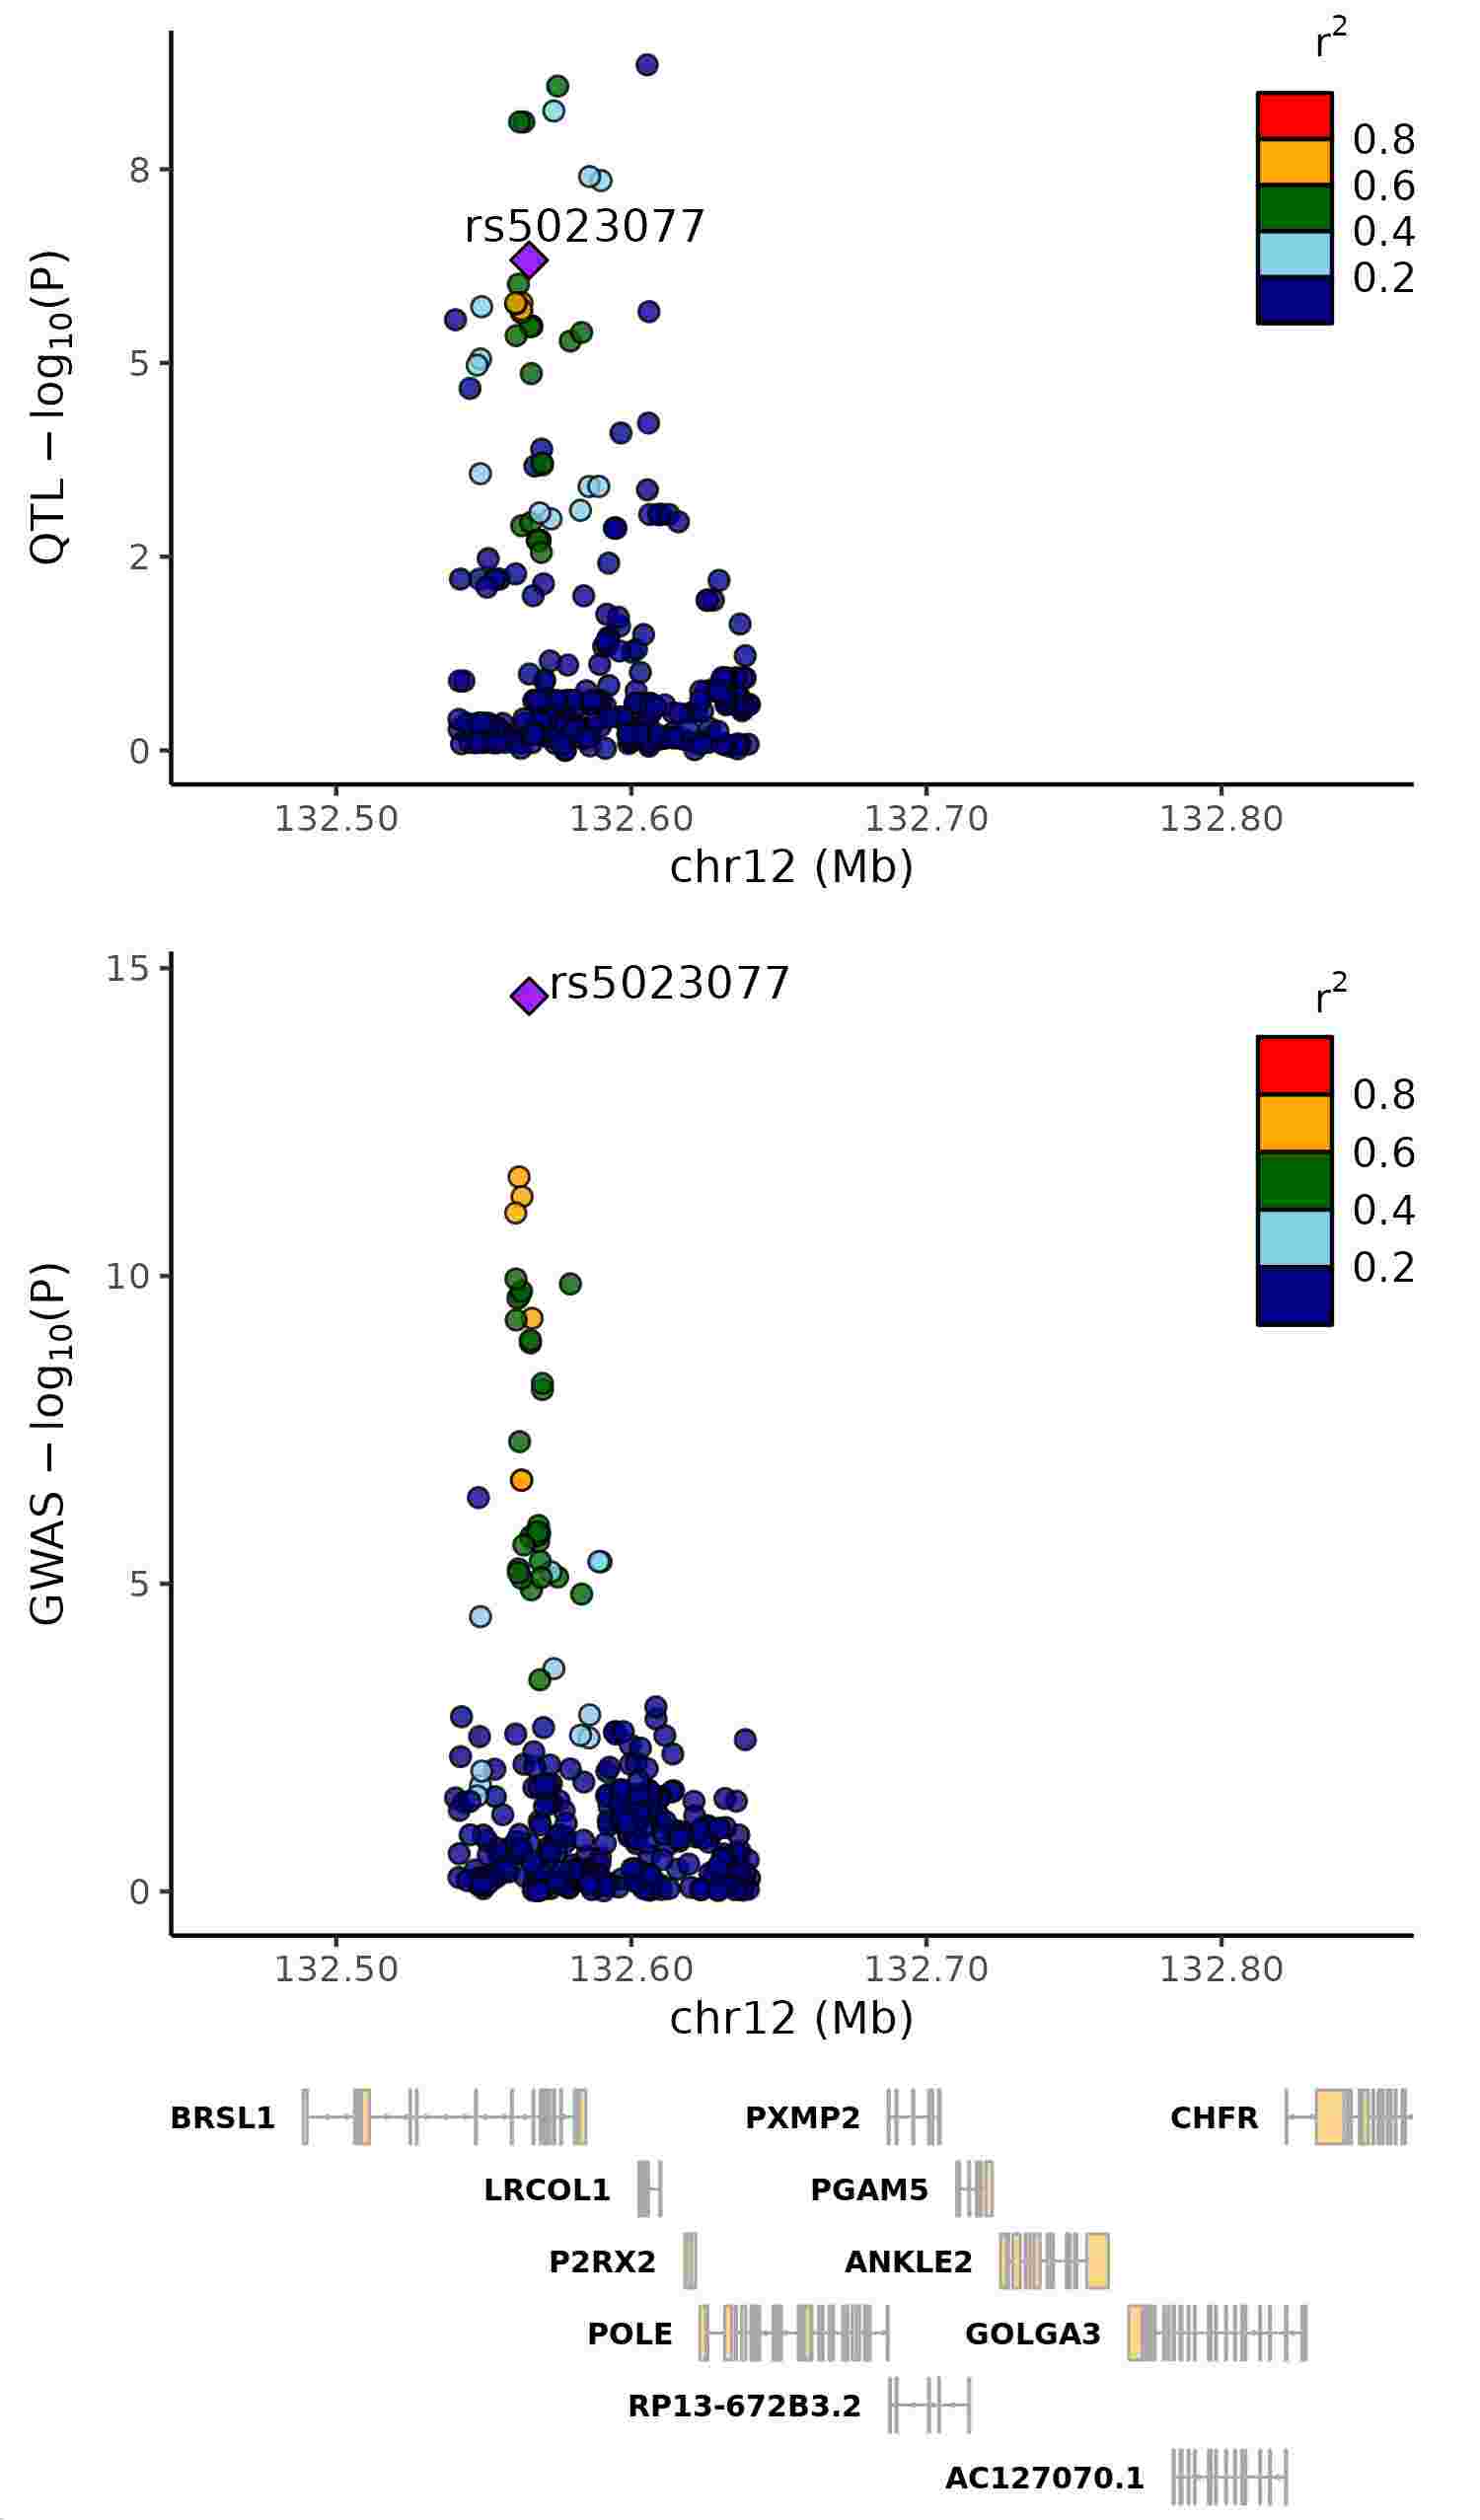 r²
0.8
0.6
0.4
0.2
8
5
2
0
QTL −log₁₀(P)
rs5023077
132.50 132.60 132.70 132.80
chr12 (Mb)
r²
0.8
0.6
0.4
0.2
15
10
5
0
GWAS −log₁₀(P)
rs5023077
132.50 132.60 132.70 132.80
chr12 (Mb)
BRSL1 PXMP2 CHFR
LRCOL1 PGAM5
P2RX2 ANKLE2
POLE GOLGA3
RP13-672B3.2
AC127070.1